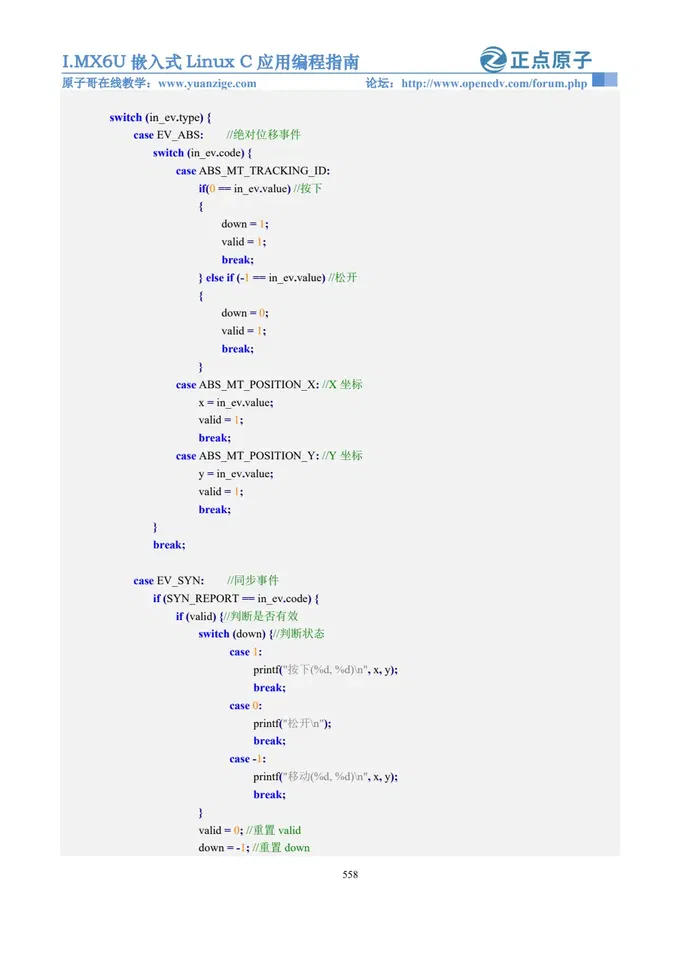 I.MX6U 嵌入式 Linux C 应用编程指南
正点原子
原子哥在线教学：www.yuanzige.com 论坛：http://www.openedv.com/forum.php
switch (in_ev.type) {
case EV_ABS: //绝对位移事件
switch (in_ev.code) {
case ABS_MT_TRACKING_ID:
if(0 == in_ev.value) //按下
{
down = 1;
valid = 1;
break;
} else if (-1 == in_ev.value) //松开
{
down = 0;
valid = 1;
break;
}
case ABS_MT_POSITION_X: //X 坐标
x = in_ev.value;
valid = 1;
break;
case ABS_MT_POSITION_Y: //Y 坐标
y = in_ev.value;
valid = 1;
break;
}
break;
case EV_SYN: //同步事件
if (SYN_REPORT == in_ev.code) {
if (valid) {//判断是否有效
switch (down) {//判断状态
case 1:
printf("按下(%d, %d)\n", x, y);
break;
case 0:
printf("松开\n");
break;
case -1:
printf("移动(%d, %d)\n", x, y);
break;
}
valid = 0; //重置 valid
down = -1; //重置 down
558